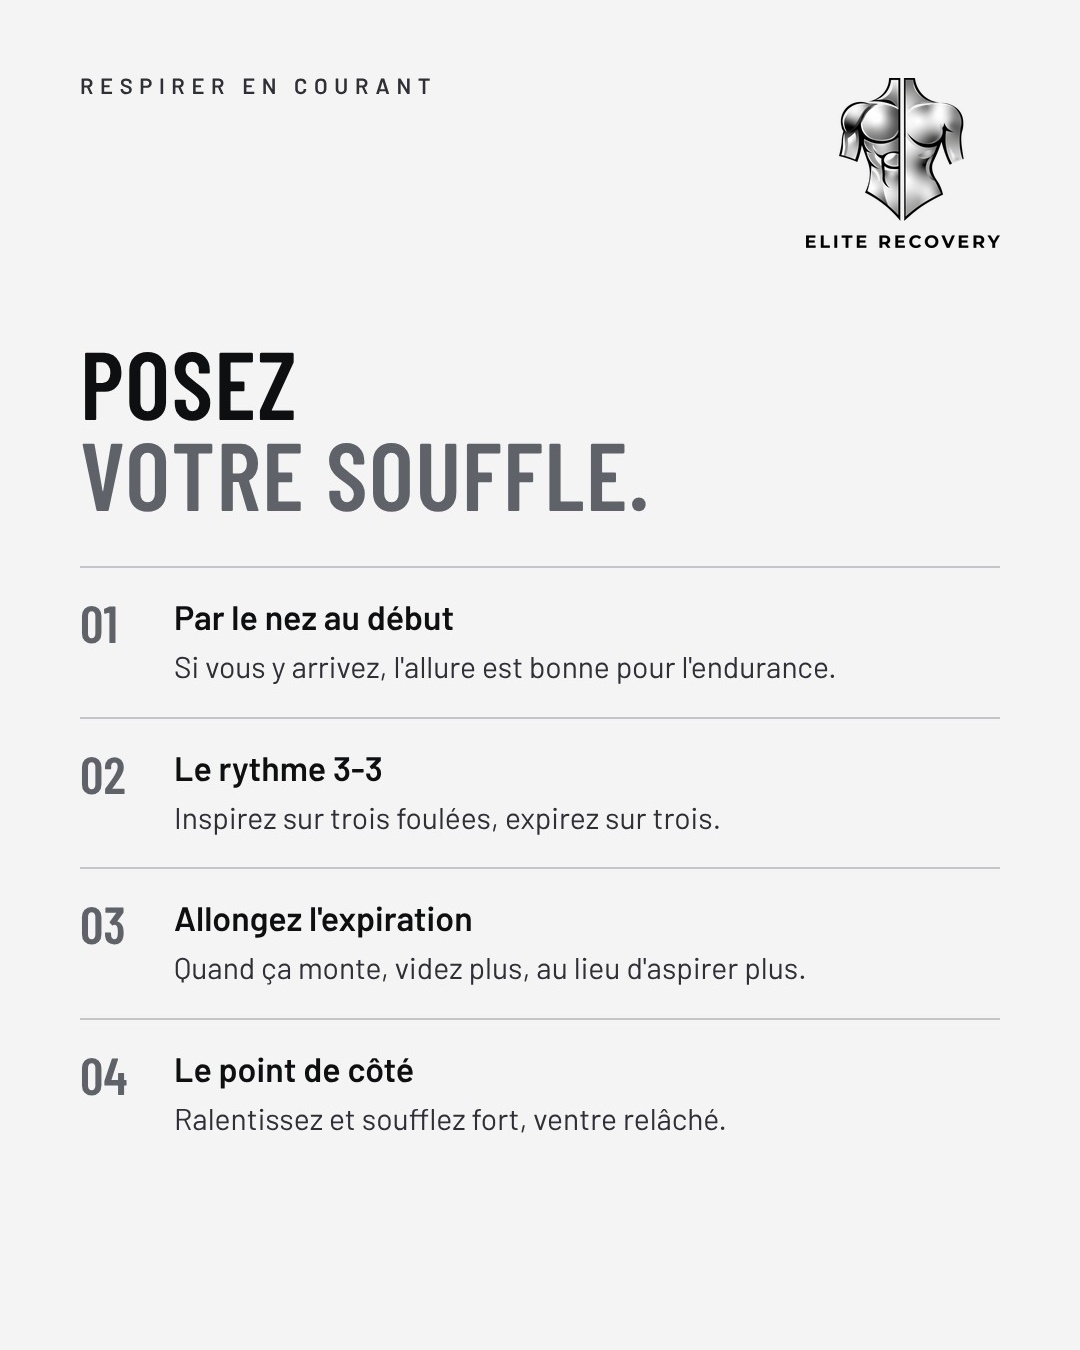 RESPIRER EN COURANT
ELITE RECOVERY
POSEZ
VOTRE SOUFFLE.
01
Par le nez au début
Si vous y arrivez, l'allure est bonne pour l'endurance.
02
Le rythme 3-3
Inspirez sur trois foulées, expirez sur trois.
03
Allongez l'expiration
Quand ça monte, videz plus, au lieu d'aspirer plus.
04
Le point de côté
Ralentissez et soufflez fort, ventre relâché.